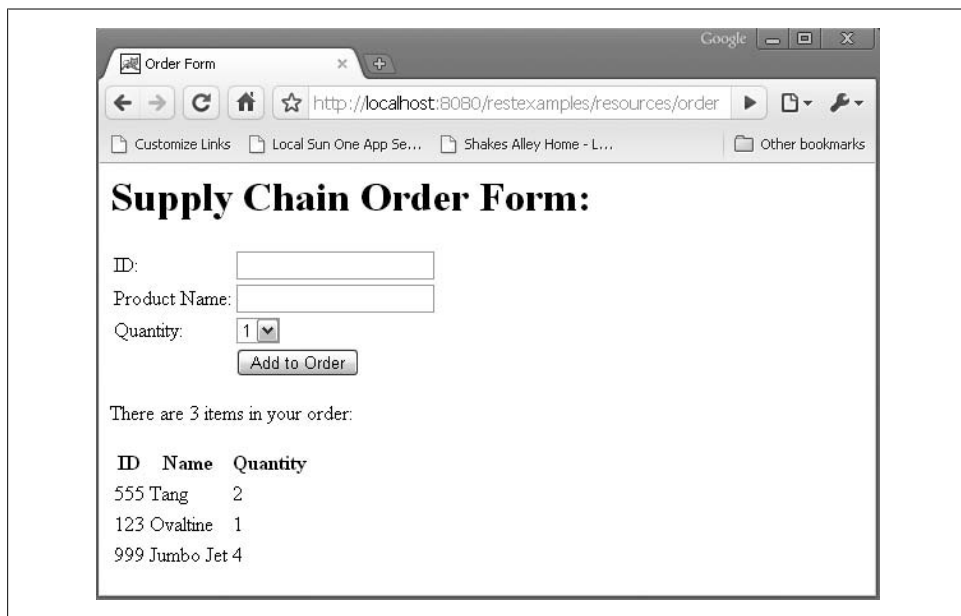 Google
Order Form
http://localhost:8080/restexamples/resources/order
Customize Links Local Sun One App Se... Shakes Alley Home - L... Other bookmarks
Supply Chain Order Form:
ID:
Product Name:
Quantity: 1
Add to Order
There are 3 items in your order:
ID Name Quantity
555 Tang 2
123 Ovaltine 1
999 Jumbo Jet 4